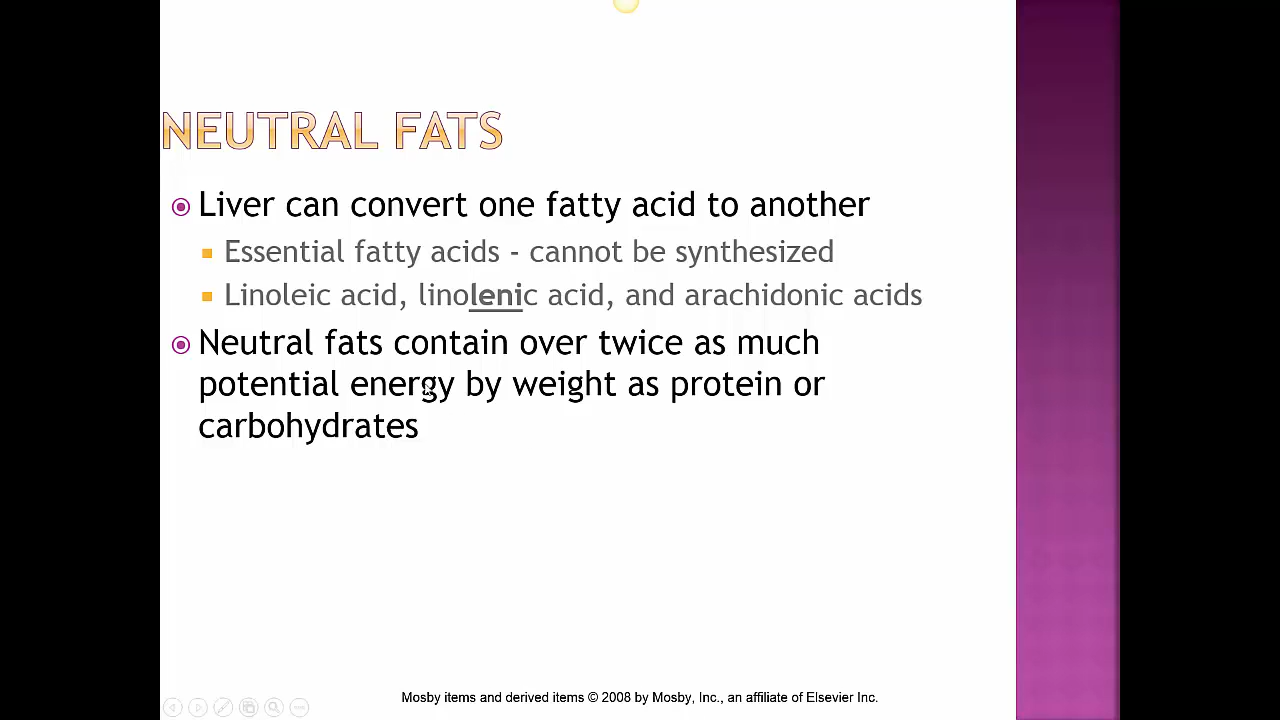 NEUTRAL FATS
Liver can convert one fatty acid to another
Essential fatty acids - cannot be synthesized
Linoleic acid, linolenic acid, and arachidonic acids
Neutral fats contain over twice as much
potential energy by weight as protein or
carbohydrates
Mosby items and derived items © 2008 by Mosby, Inc., an affiliate of Elsevier Inc.